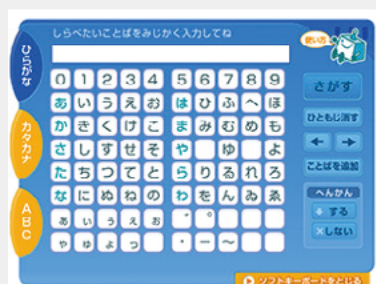 しらべたいことばをみじかく入力してね
使い方
ひらがな
カタカナ
ABC
0 1 2 3 4 5 6 7 8 9
あ い う え お は ひ ふ へ ほ
か き く け こ ま み む め も
さ し す せ そ や ゆ よ
た ち つ て と ら り る れ ろ
な に ぬ ね の わ を ん ゐ ゑ
ぁ ぃ ぅ ぇ ぉ ゛ ゜
ゃ ゅ ょ っ ・ ー ～
さがす
ひともじ消す
← →
ことばを追加
へんかん
↓ する
×しない
ソフトキーボードをとじる